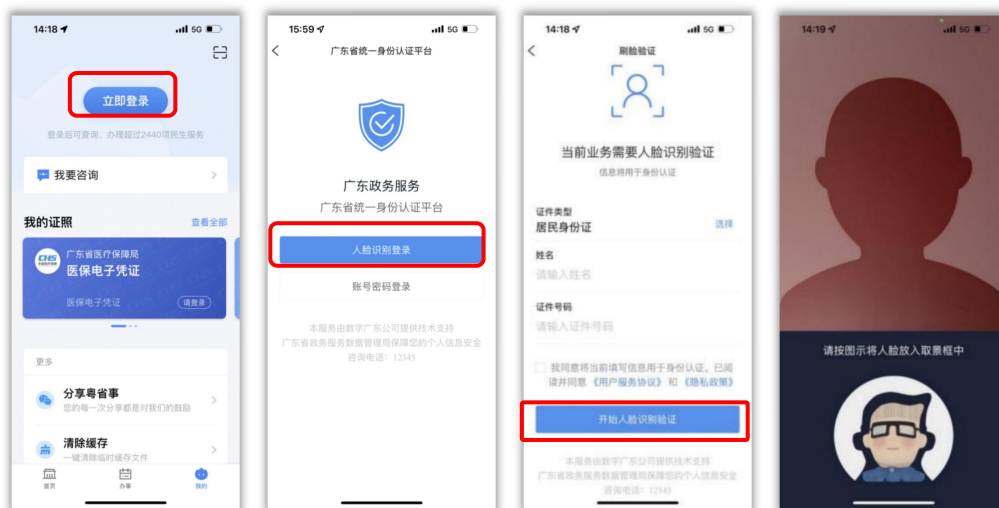 14:18
5G
立即登录
登录后可查询、办理超过2440项民生服务
我要咨询
我的证照
查看全部
CHS
广东省医疗保障局
医保电子凭证
医保电子凭证
请登录
更多
分享粤省事
您的每一次分享都是对我们的鼓励
清除缓存
一键清除临时缓存文件
首页
办事
我的
15:59
5G
广东省统一身份认证平台
广东政务服务
广东省统一身份认证平台
人脸识别登录
账号密码登录
本服务由数字广东公司提供技术支持
广东省政务服务数据管理局保障您的个人信息安全
咨询电话：12345
14:18
5G
刷脸验证
当前业务需要人脸识别验证
信息将用于身份认证
证件类型
居民身份证
选择
姓名
请输入姓名
证件号码
请输入证件号码
我同意将当前填写信息用于身份认证，已阅
读并同意《用户服务协议》和《隐私政策》
开始人脸识别验证
本服务由数字广东公司提供技术支持
广东省政务服务数据管理局保障您的个人信息安全
咨询电话：12345
14:19
5G
请按图示将人脸放入取景框中